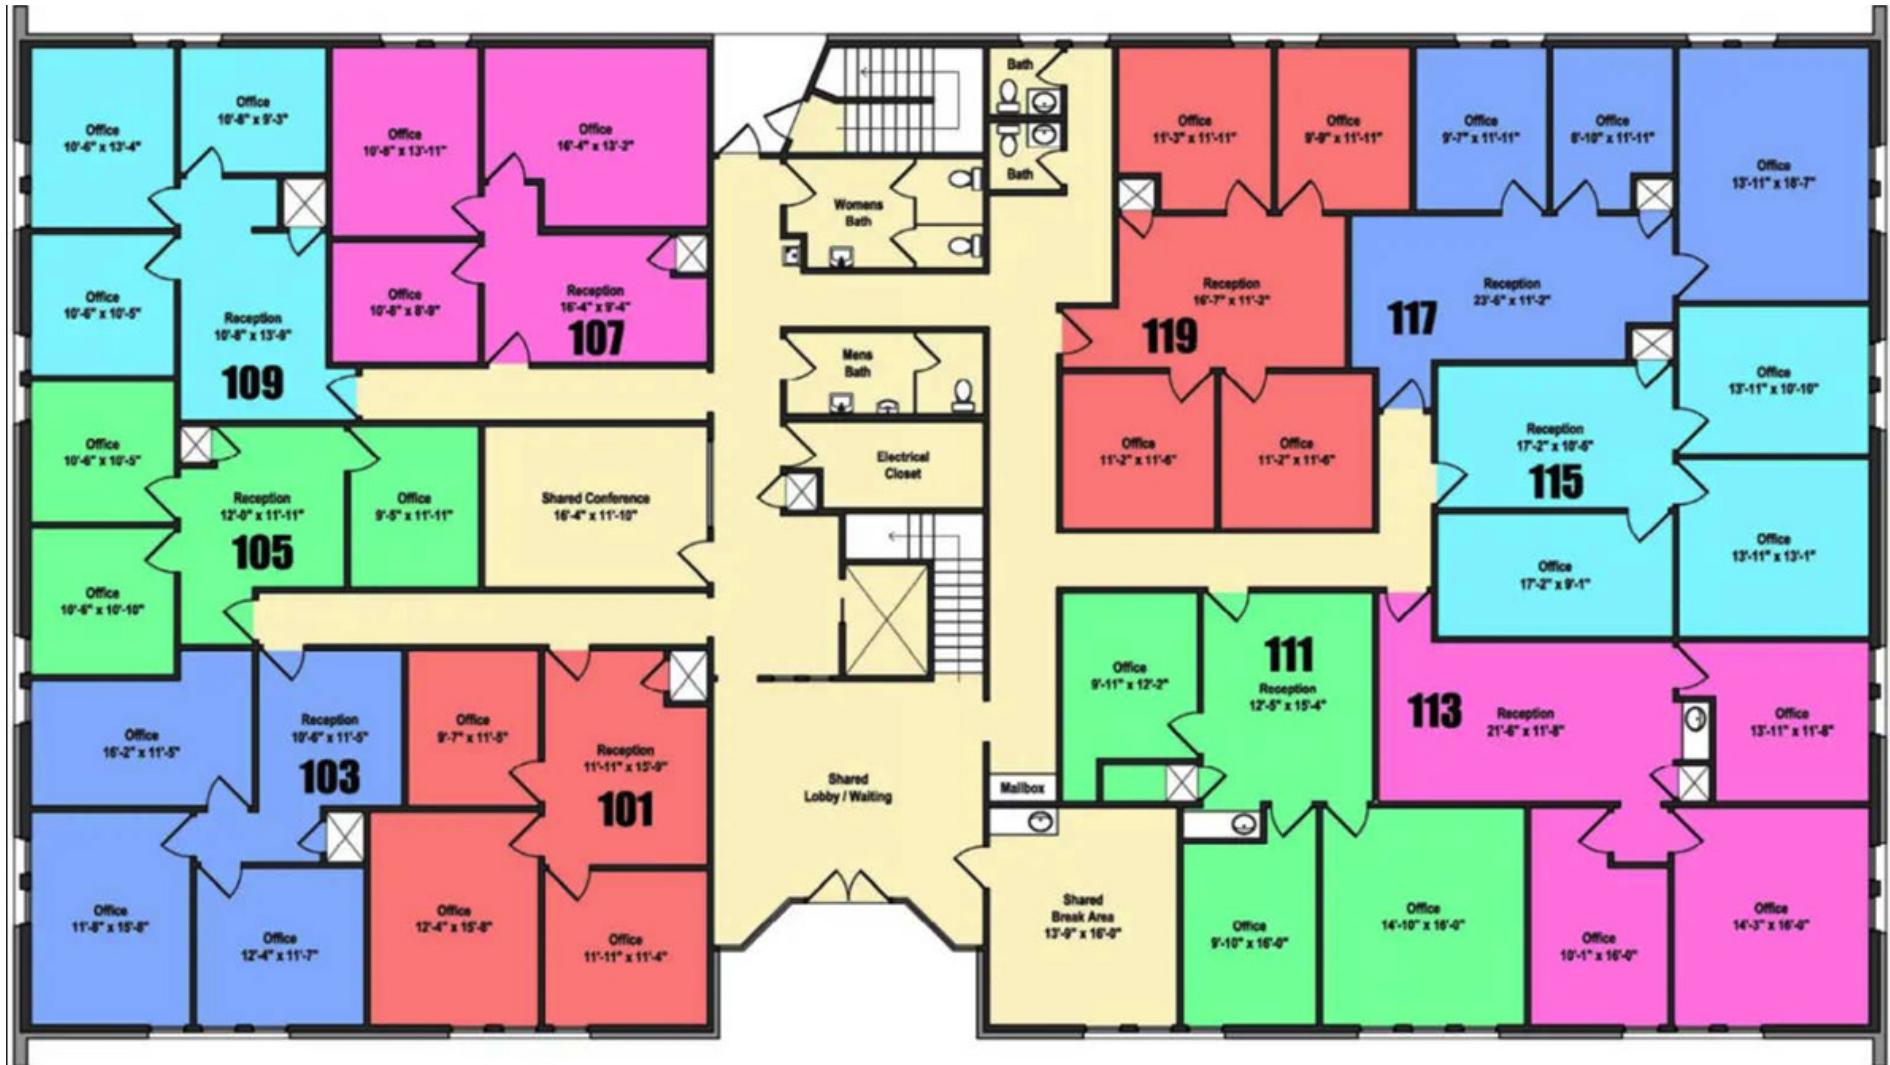 Office
10'-6" x 13'-4"
Office
10'-8" x 9'-3"
Office
10'-8" x 13'-11"
Office
16'-4" x 13'-2"
Office
10'-6" x 10'-5"
Reception
10'-8" x 13'-9"
109
Office
10'-8" x 8'-9"
Reception
16'-4" x 9'-4"
107
Office
10'-6" x 10'-5"
Reception
12'-0" x 11'-11"
105
Office
9'-5" x 11'-11"
Shared Conference
16'-4" x 11'-10"
Office
10'-6" x 10'-10"
Office
16'-2" x 11'-5"
Reception
10'-6" x 11'-5"
103
Office
9'-7" x 11'-5"
Reception
11'-11" x 15'-9"
101
Office
11'-8" x 15'-8"
Office
12'-4" x 11'-7"
Office
12'-4" x 15'-8"
Office
11'-11" x 11'-4"
Bath
Bath
Womens
Bath
Mens
Bath
Electrical
Closet
Shared
Lobby / Waiting
Mailbox
Shared
Break Area
13'-9" x 16'-0"
Office
11'-3" x 11'-11"
Office
9'-9" x 11'-11"
Office
9'-7" x 11'-11"
Office
8'-10" x 11'-11"
Office
13'-11" x 18'-7"
Reception
16'-7" x 11'-2"
119
117
Reception
23'-6" x 11'-2"
Office
11'-2" x 11'-6"
Office
11'-2" x 11'-6"
Reception
17'-2" x 10'-6"
115
Office
13'-11" x 10'-10"
Office
17'-2" x 9'-1"
Office
13'-11" x 13'-1"
Office
9'-11" x 12'-2"
111
Reception
12'-5" x 15'-4"
113
Reception
21'-6" x 11'-8"
Office
13'-11" x 11'-8"
Office
9'-10" x 16'-0"
Office
14'-10" x 16'-0"
Office
10'-1" x 16'-0"
Office
14'-3" x 16'-0"